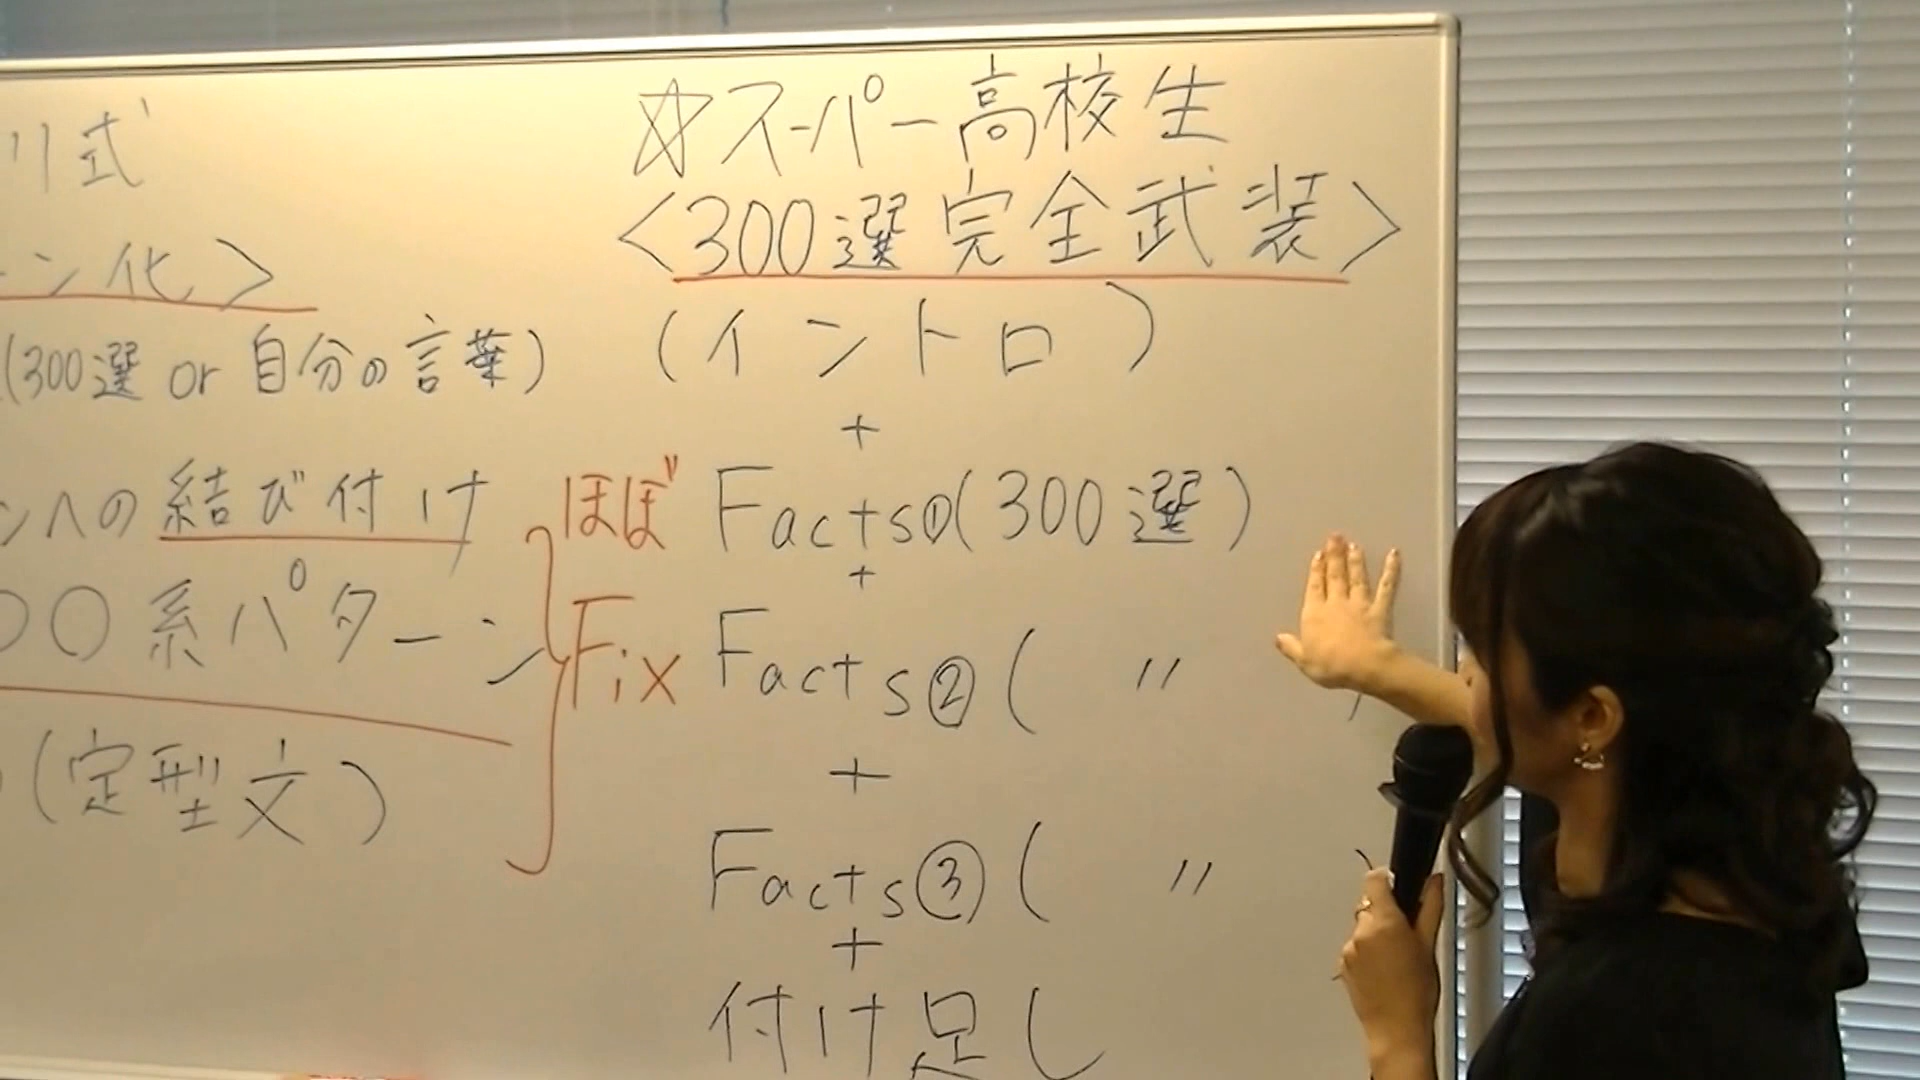 リ式
ン化>
(300選 or 自分の言葉)
ンへの結び付け
〇〇系パターン
(定型文)
ほぼ
Fix
☆スーパー高校生
<300選完全武装>
(イントロ)
+
Facts①(300選)
+
Facts②( 〃 )
+
Facts③( 〃 )
+
付け足し